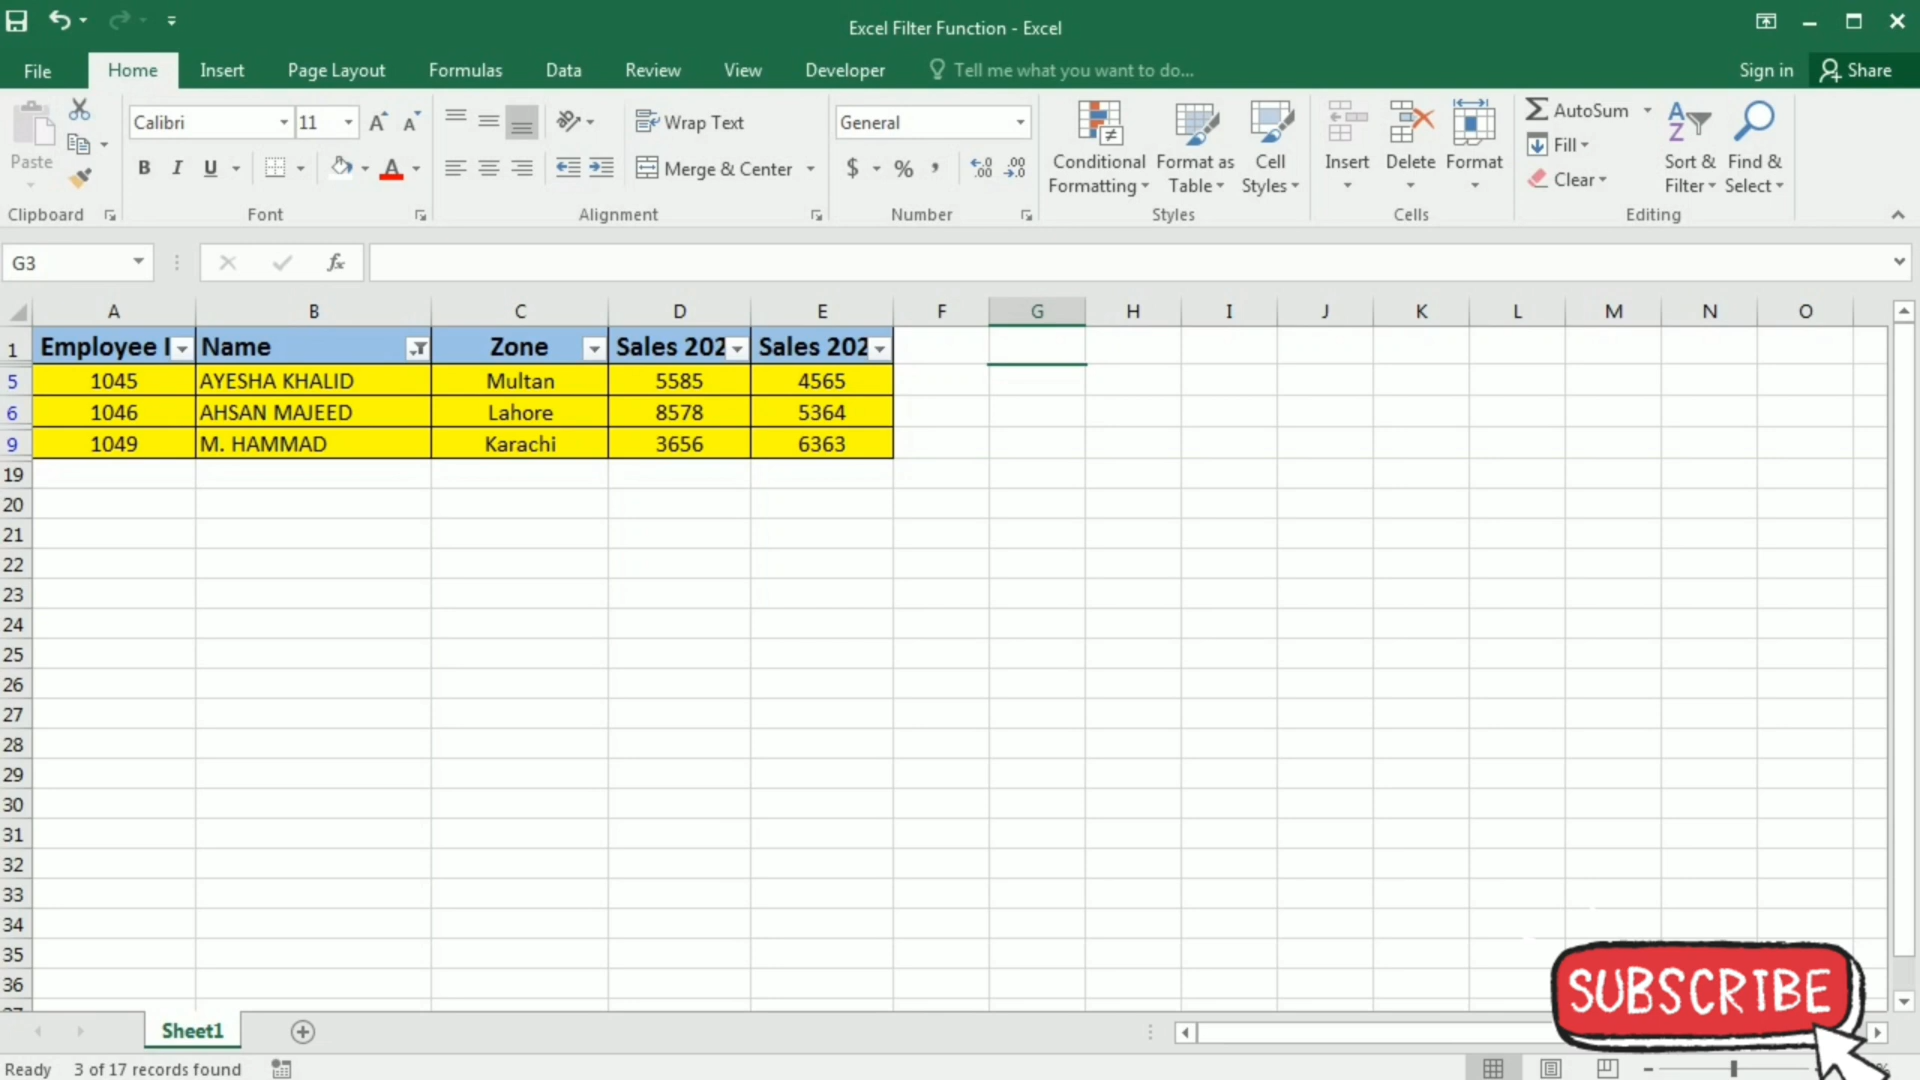 Excel Filter Function - Excel
File Home Insert Page Layout Formulas Data Review View Developer Tell me what you want to do... Sign in Share
Calibri 11 Wrap Text General AutoSum
Paste B I U A Merge & Center $ % , Conditional Formatting Format as Table Cell Styles Insert Delete Format Fill Clear Sort & Filter Find & Select
Clipboard Font Alignment Number Styles Cells Editing
G3 fx
A B C D E F G H I J K L M N O
1 Employee I Name Zone Sales 202 Sales 202
5 1045 AYESHA KHALID Multan 5585 4565
6 1046 AHSAN MAJEED Lahore 8578 5364
9 1049 M. HAMMAD Karachi 3656 6363
19
20
21
22
23
24
25
26
27
28
29
30
31
32
33
34
35
36
SUBSCRIBE
Sheet1
Ready 3 of 17 records found